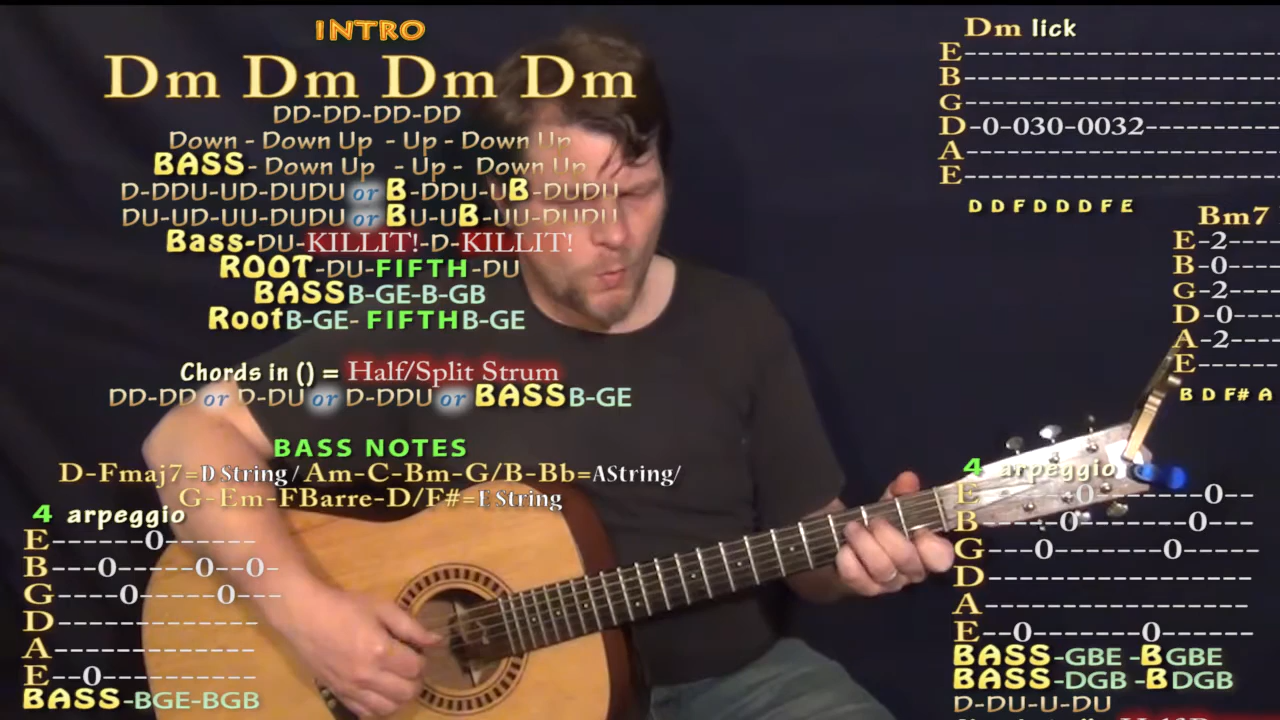 INTRO
Dm Dm Dm Dm
DD-DD-DD-DD
Down - Down Up - Up - Down Up
BASS - Down Up - Up - Down Up
D-DDU-UD-DUDU or B-DDU-UB-DUDU
DU-UD-UU-DUDU or BU-UB-UU-DUDU
Bass-DU-KILLIT!-D-KILLIT!
ROOT-DU-FIFTH-DU
BASSB-GE-B-GB
RootB-GE- FIFTHB-GE
Chords in () = Half/Split Strum
DD-DD or D-DU or D-DDU or BASSB-GE
BASS NOTES
D-Fmaj7=D String / Am-C-Bm-G/B-Bb=AString/
G-Em-FBarre-D/F#=E String
4 arpeggio
E------0------
B---0-----0--0-
G----0-----0---
D------------
A-------------
E--0----------
BASS-BGE-BGB
Dm lick
E----------------------
B----------------------
G----------------------
D-0-030-0032---------
A----------------------
E----------------------
D D F D D D F E
Bm7
E-2----
B-0----
G-2----
D-0----
A-2----
E------
B D F# A
4 arpeggio
E-------0-------0--
B-----0-------0---
G---0-------0-----
D----------------
A----------------
E--0-------0------
BASS-GBE -BGBE
BASS-DGB -BDGB
D-DU-U-DU